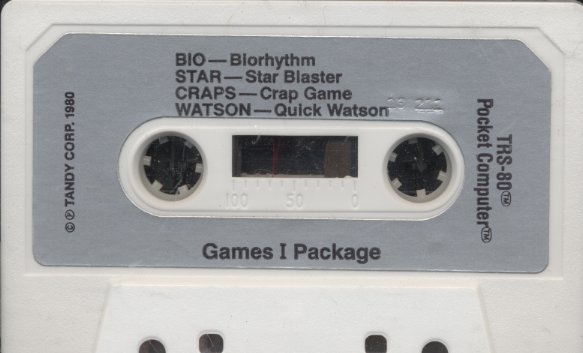 BIO — Biorhythm
STAR — Star Blaster
CRAPS — Crap Game
WATSON — Quick Watson
© ℗ TANDY CORP. 1980
TRS-80™
Pocket Computer™
100 50 0
Games I Package